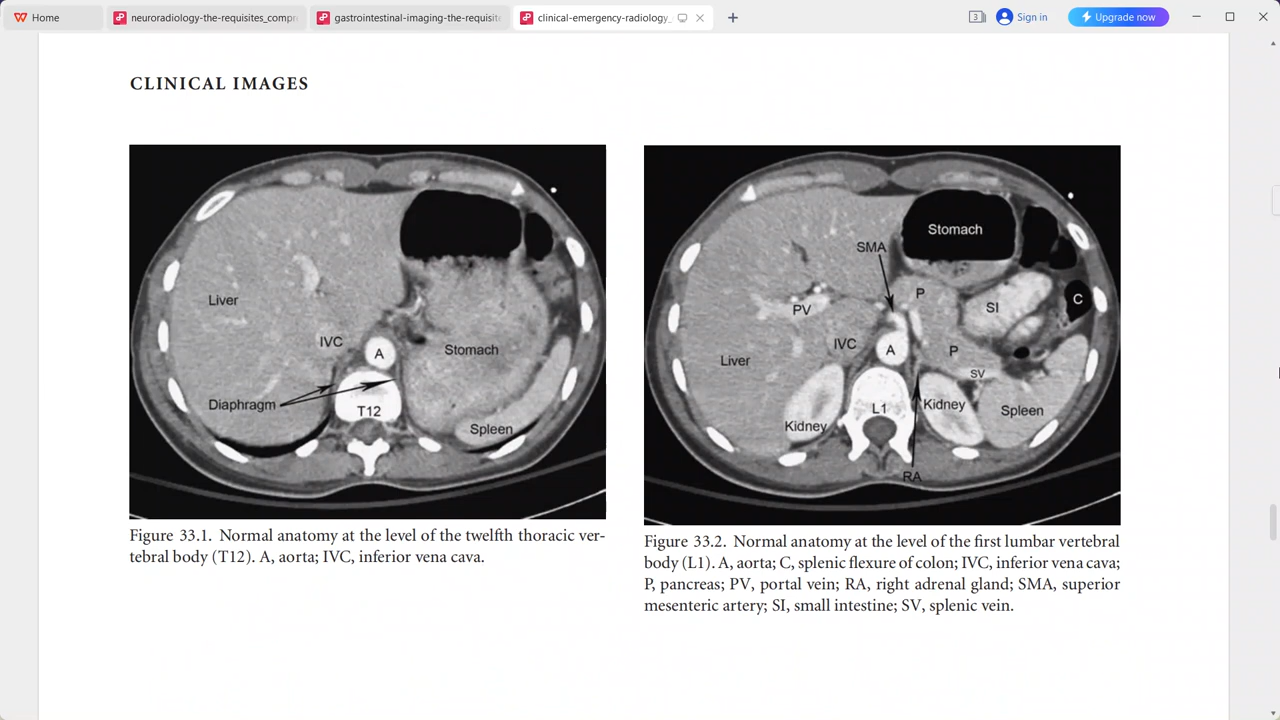 Home
neuroradiology-the-requisites_compr
gastrointestinal-imaging-the-requisite
clinical-emergency-radiology_
3
Sign in
Upgrade now
CLINICAL IMAGES
Liver
IVC
A
Stomach
Diaphragm
T12
Spleen
Figure 33.1. Normal anatomy at the level of the twelfth thoracic ver-
tebral body (T12). A, aorta; IVC, inferior vena cava.
Stomach
SMA
P
PV
SI
C
IVC
A
P
Liver
SV
L1
Kidney
Spleen
Kidney
RA
Figure 33.2. Normal anatomy at the level of the first lumbar vertebral
body (L1). A, aorta; C, splenic flexure of colon; IVC, inferior vena cava;
P, pancreas; PV, portal vein; RA, right adrenal gland; SMA, superior
mesenteric artery; SI, small intestine; SV, splenic vein.